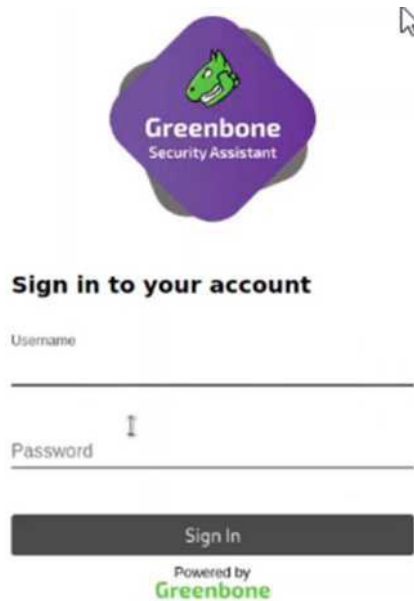 Greenbone
Security Assistant
Sign in to your account
Username
Password
Sign In
Powered by
Greenbone